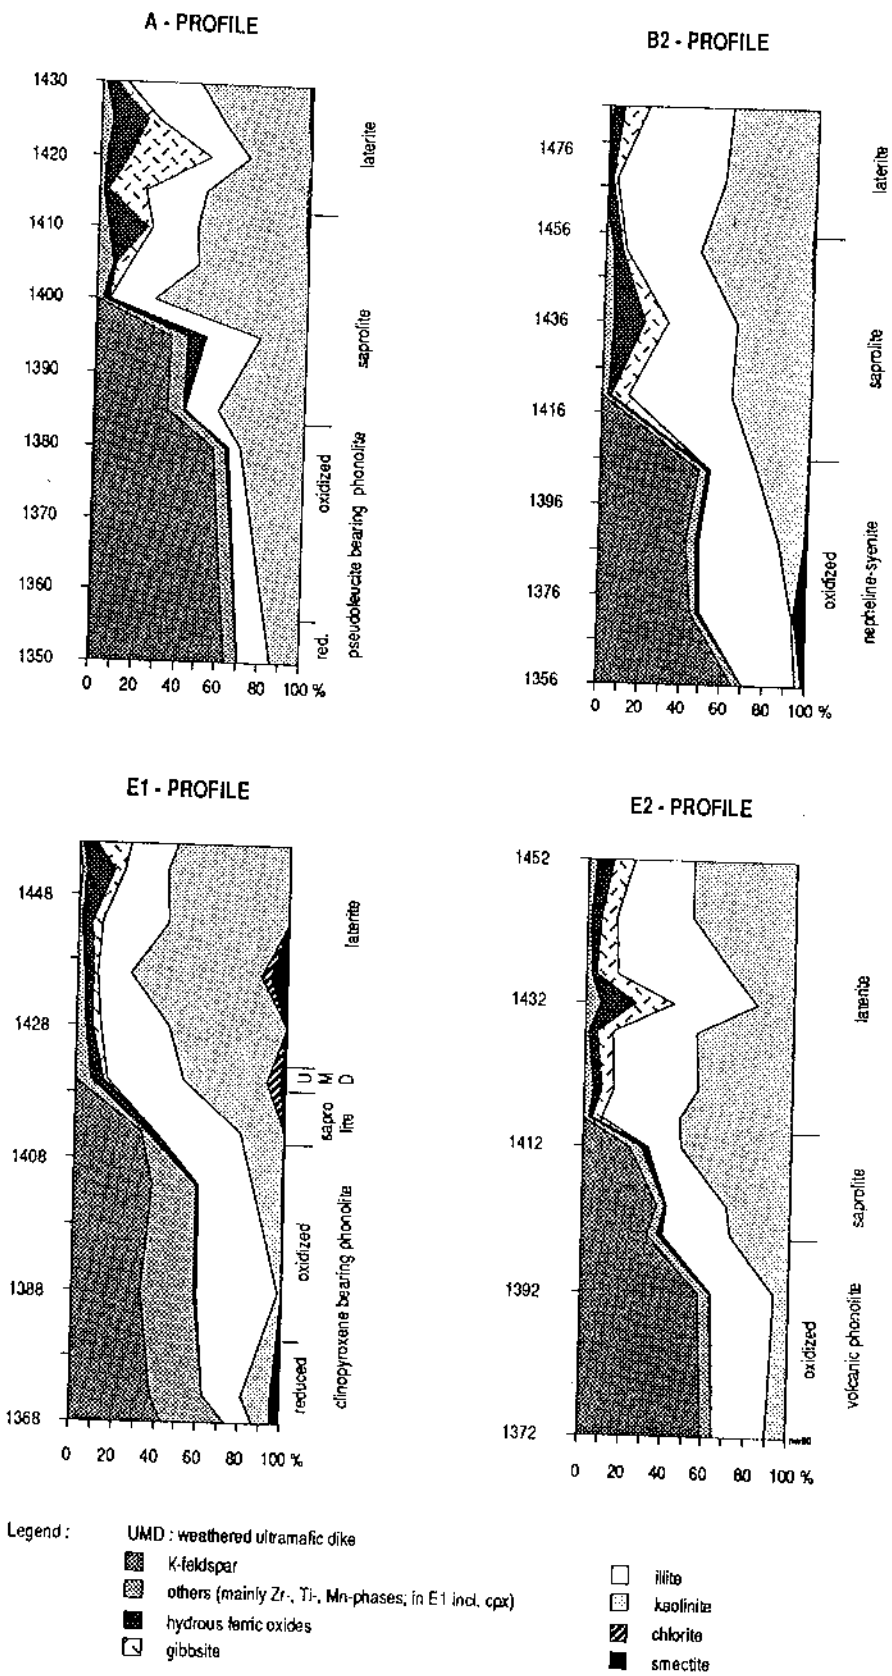 A - PROFILE
1430
1420
1410
1400
1390
1380
1370
1360
1350
0 20 40 60 80 100 %
laterite
saprolite
oxidized
red.
pseudoleucite bearing phonolite
B2 - PROFILE
1476
1456
1436
1416
1396
1376
1356
0 20 40 60 80 100 %
laterite
saprolite
oxidized
nepheline-syenite
E1 - PROFILE
1448
1428
1408
1388
1368
0 20 40 60 80 100 %
laterite
U M D
sapro
lite
oxidized
reduced
clinopyroxene bearing phonolite
E2 - PROFILE
1452
1432
1412
1392
1372
0 20 40 60 80 100 %
laterite
saprolite
oxidized
volcanic phonolite
Legend :
UMD : weathered ultramafic dike
K-feldspar
others (mainly Zr-, Ti-, Mn-phases; in E1 incl. cpx)
hydrous ferric oxides
gibbsite
illite
kaolinite
chlorite
smectite